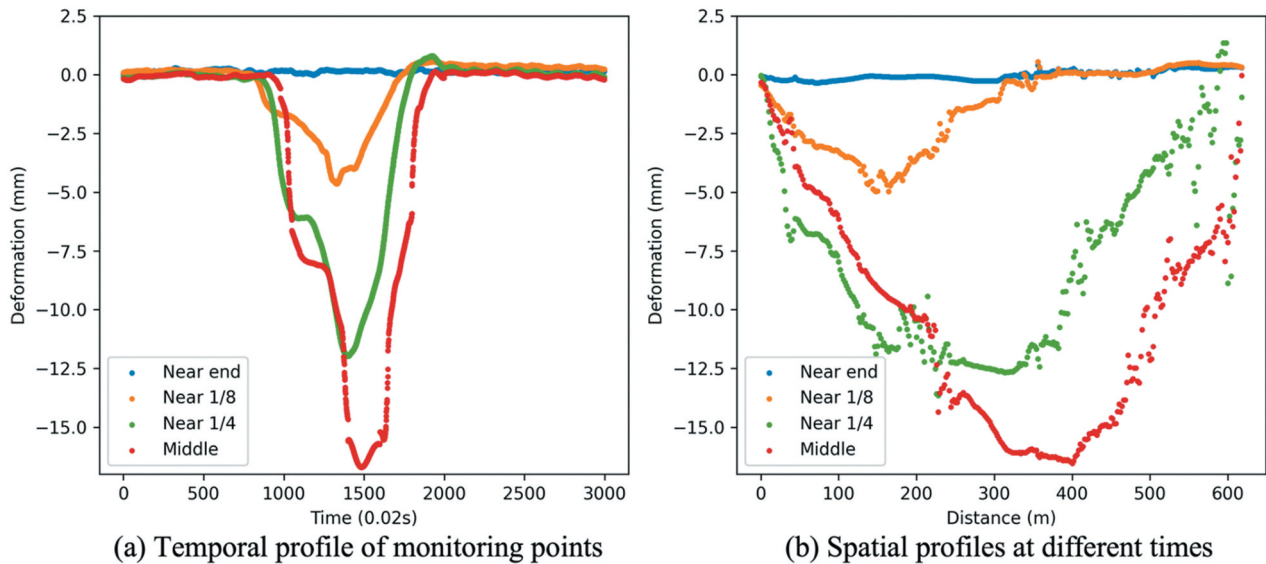 2.5
0.0
−2.5
−5.0
−7.5
−10.0
−12.5
−15.0
Deformation (mm)
Near end
Near 1/8
Near 1/4
Middle
0 500 1000 1500 2000 2500 3000
Time (0.02s)
(a) Temporal profile of monitoring points
2.5
0.0
−2.5
−5.0
−7.5
−10.0
−12.5
−15.0
Deformation (mm)
Near end
Near 1/8
Near 1/4
Middle
0 100 200 300 400 500 600
Distance (m)
(b) Spatial profiles at different times